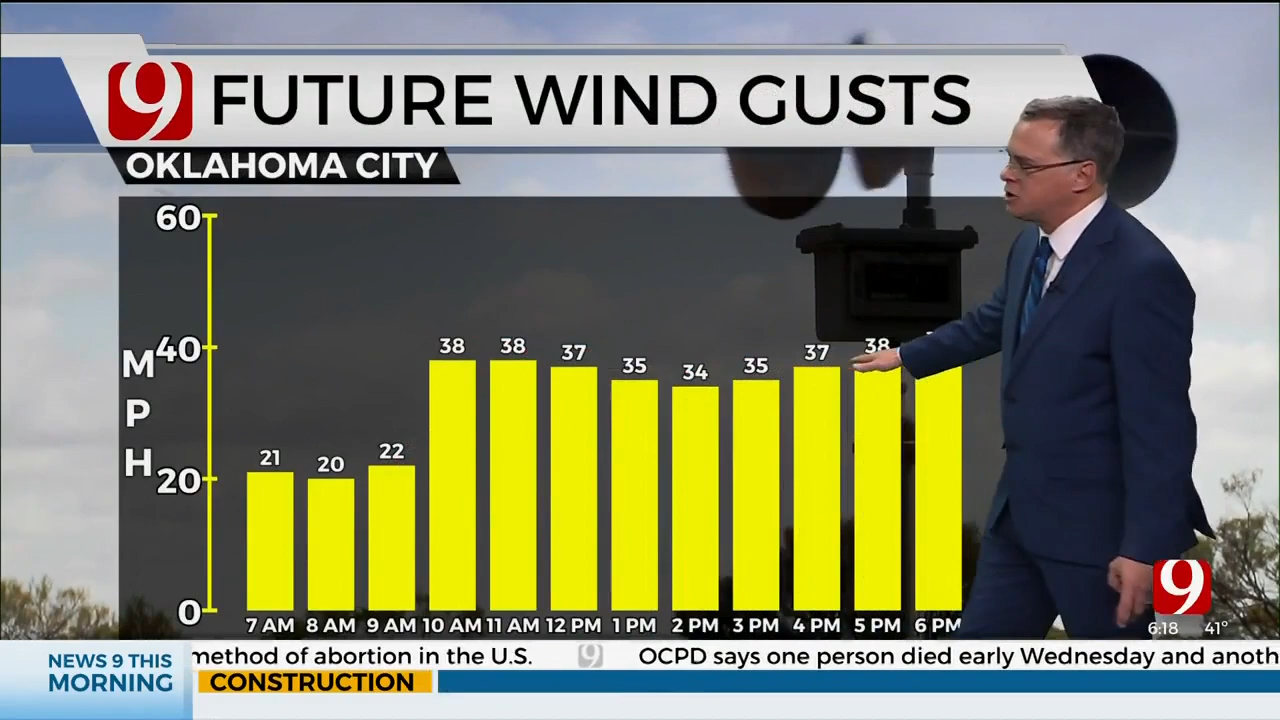 9 FUTURE WIND GUSTS
OKLAHOMA CITY
60
40
20
0
MPH
21 20 22 38 38 37 35 34 35 37 38
7 AM 8 AM 9 AM 10 AM 11 AM 12 PM 1 PM 2 PM 3 PM 4 PM 5 PM 6 PM
9
6:18 41°
NEWS 9 THIS
MORNING
method of abortion in the U.S. 9 OCPD says one person died early Wednesday and anoth
CONSTRUCTION